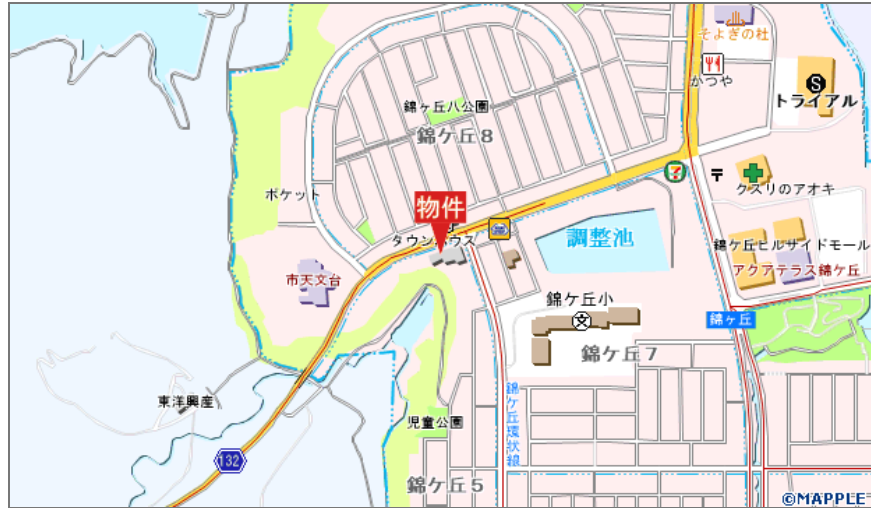 そよぎの杜
かつや
S
トライアル
錦ヶ丘八公園
錦ケ丘8
7
〒
クスリのアオキ
ポケット
物件
タウンハウス
調整池
錦ケ丘ヒルサイドモール
アクアテラス錦ケ丘
市天文台
錦ケ丘小
文
錦ヶ丘
錦ケ丘7
東洋興産
児童公園
錦ケ丘環状線
132
錦ケ丘5
©MAPPLE